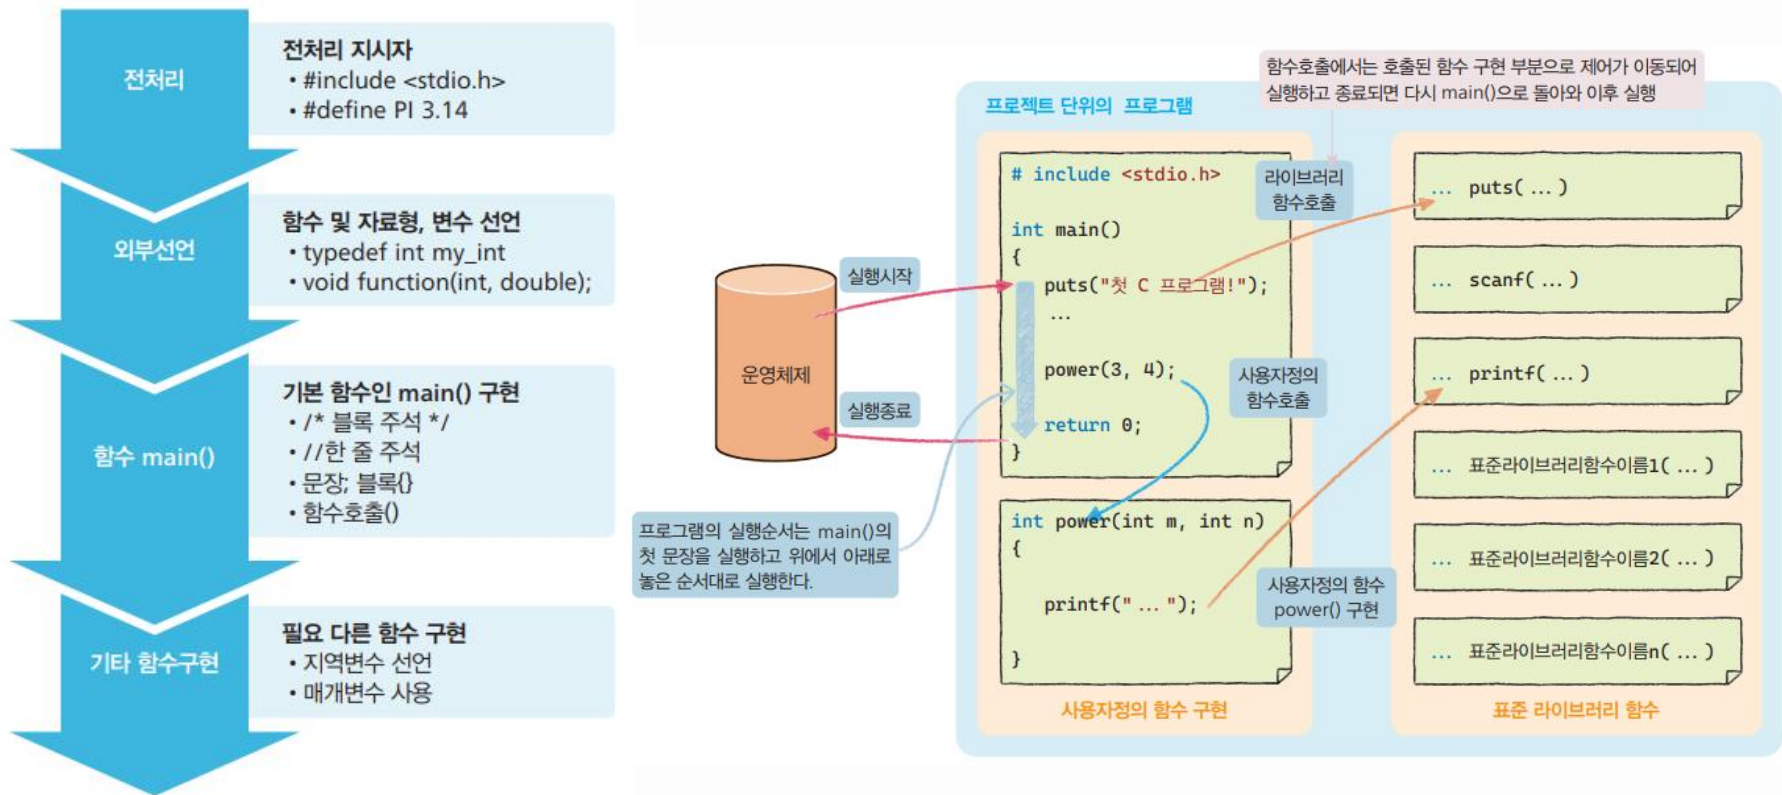 전처리
전처리 지시자
• #include <stdio.h>
• #define PI 3.14
외부선언
함수 및 자료형, 변수 선언
• typedef int my_int
• void function(int, double);
함수 main()
기본 함수인 main() 구현
• /* 블록 주석 */
• //한 줄 주석
• 문장; 블록{}
• 함수호출()
기타 함수구현
필요 다른 함수 구현
• 지역변수 선언
• 매개변수 사용
운영체제
실행시작
실행종료
프로그램의 실행순서는 main()의
첫 문장을 실행하고 위에서 아래로
놓은 순서대로 실행한다.
함수호출에서는 호출된 함수 구현 부분으로 제어가 이동되어
실행하고 종료되면 다시 main()으로 돌아와 이후 실행
프로젝트 단위의 프로그램
# include <stdio.h>
int main()
{
puts("첫 C 프로그램!");
...
power(3, 4);
return 0;
}
라이브러리
함수호출
사용자정의
함수호출
int power(int m, int n)
{
printf(" ... ");
}
사용자정의 함수
power() 구현
사용자정의 함수 구현
... puts( ... )
... scanf( ... )
... printf( ... )
... 표준라이브러리함수이름1( ... )
... 표준라이브러리함수이름2( ... )
... 표준라이브러리함수이름n( ... )
표준 라이브러리 함수